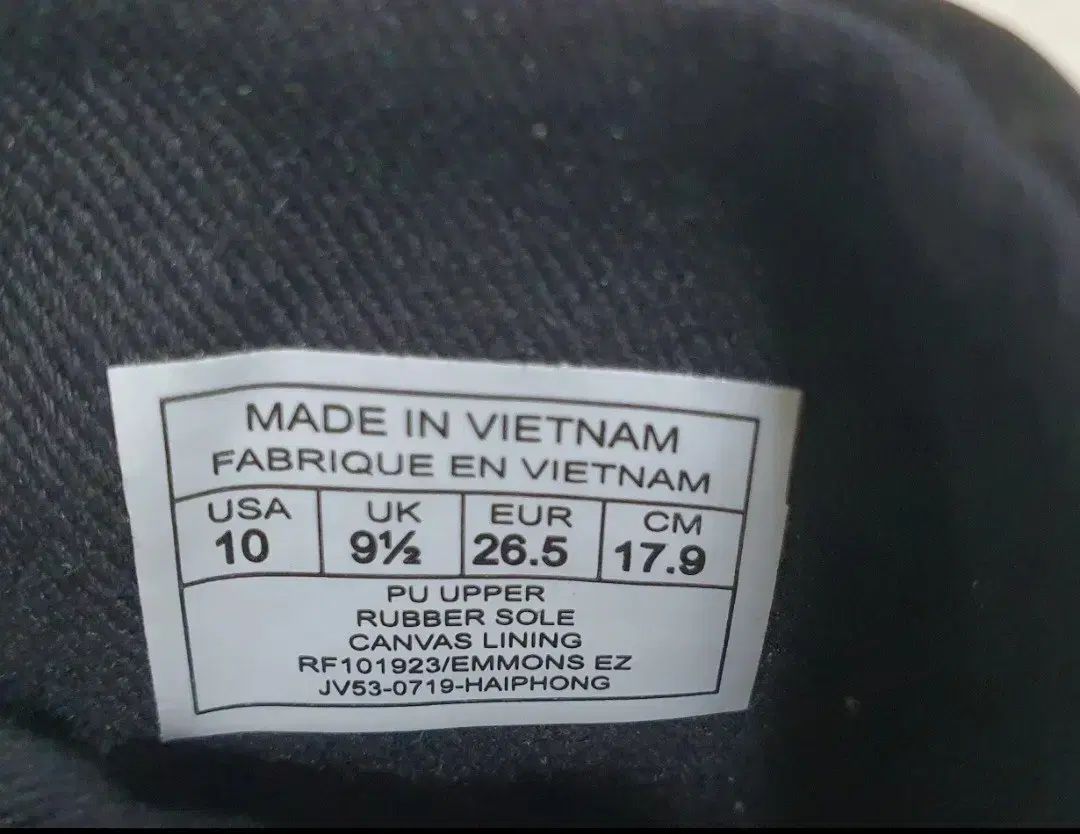 MADE IN VIETNAM
FABRIQUE EN VIETNAM
USA UK EUR CM
10 9½ 26.5 17.9
PU UPPER
RUBBER SOLE
CANVAS LINING
RF101923/EMMONS EZ
JV53-0719-HAIPHONG